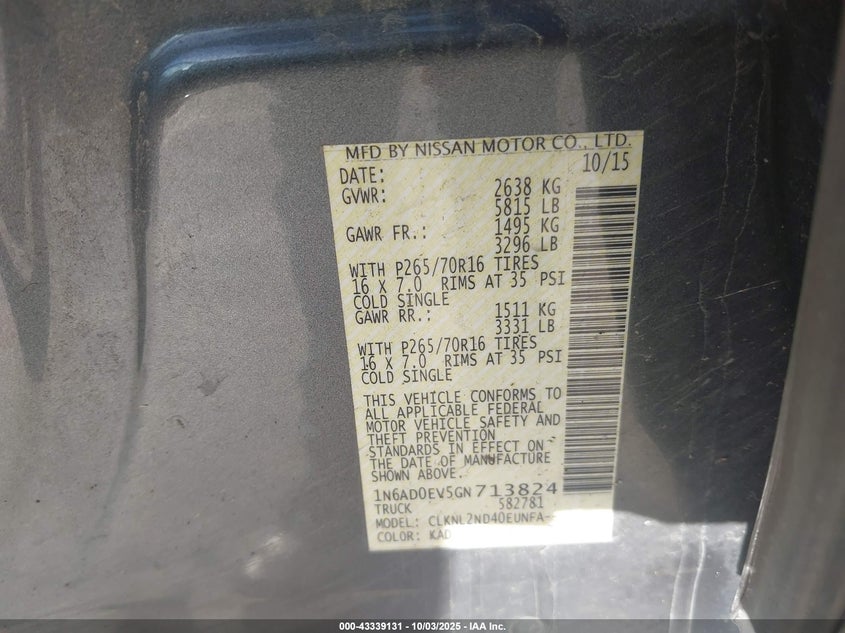 MFD BY NISSAN MOTOR CO., LTD.
DATE: 10/15
GVWR: 2638 KG
5815 LB
GAWR FR.: 1495 KG
3296 LB
WITH P265/70R16 TIRES
16 X 7.0 RIMS AT 35 PSI
COLD SINGLE
GAWR RR.: 1511 KG
3331 LB
WITH P265/70R16 TIRES
16 X 7.0 RIMS AT 35 PSI
COLD SINGLE
THIS VEHICLE CONFORMS TO
ALL APPLICABLE FEDERAL
MOTOR VEHICLE SAFETY AND
THEFT PREVENTION
STANDARDS IN EFFECT ON
THE DATE OF MANUFACTURE
SHOWN ABOVE.
1N6AD0EV5GN713824
TRUCK 582781
MODEL: CLKNL2ND40EUNFA--
COLOR: KAD
000-43339131 - 10/03/2025 - IAA Inc.